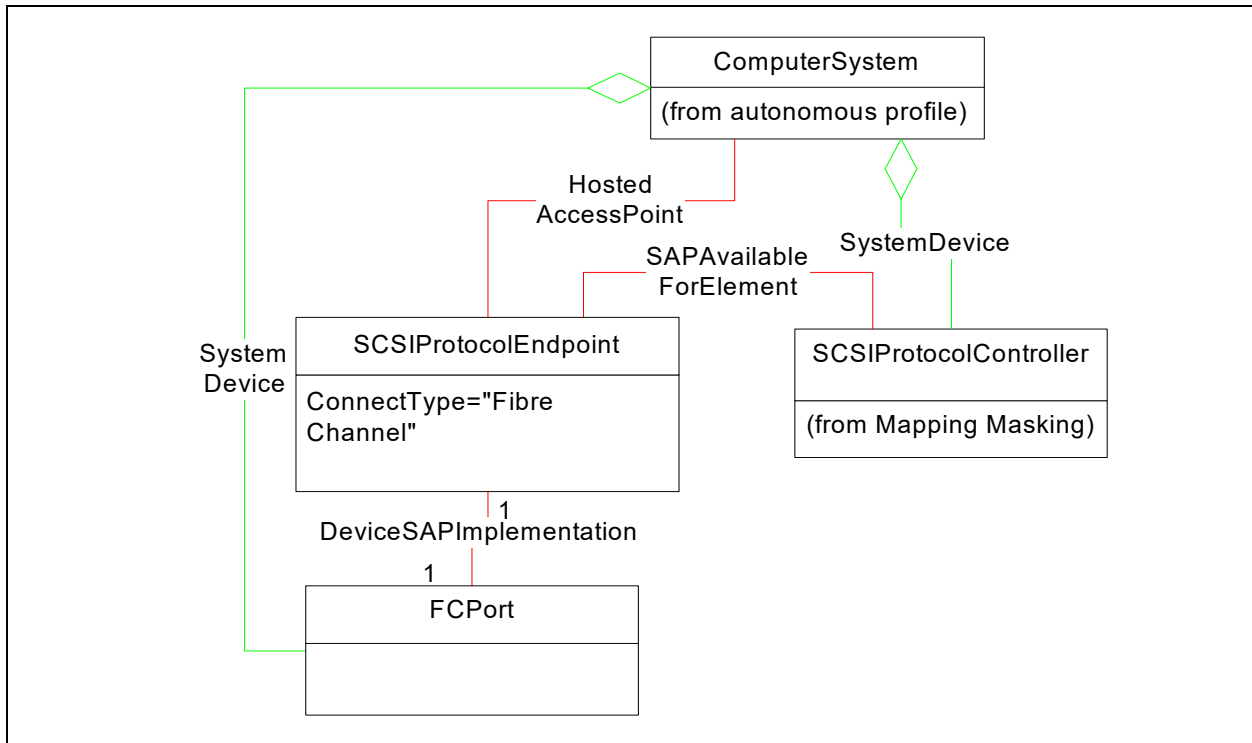 ComputerSystem
(from autonomous profile)
Hosted
AccessPoint
SystemDevice
SAPAvailable
ForElement
System
Device
SCSIProtocolEndpoint
ConnectType="Fibre
Channel"
SCSIProtocolController
(from Mapping Masking)
1
DeviceSAPImplementation
1
FCPort